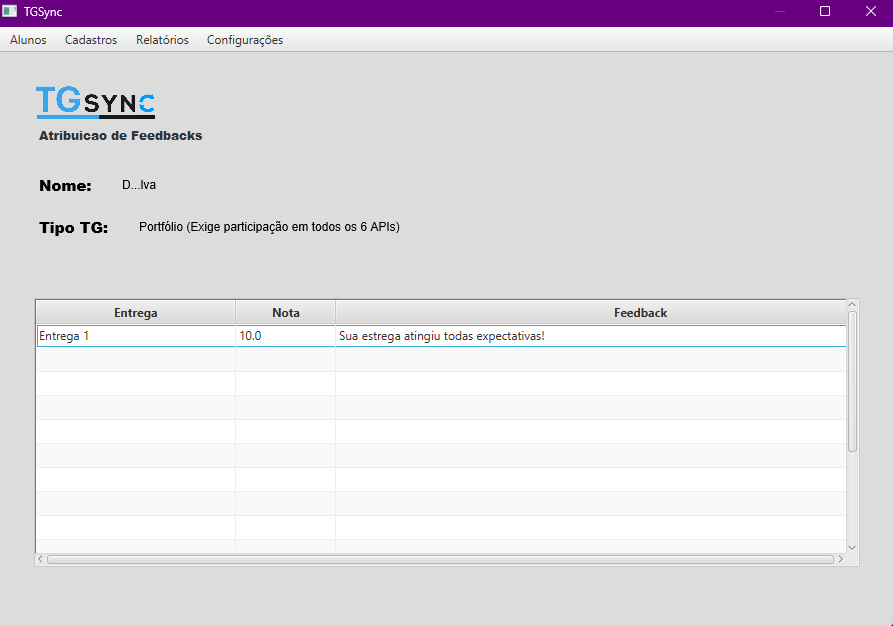 TGSync
Alunos Cadastros Relatórios Configurações
TGSYNC
Atribuicao de Feedbacks
Nome: D...lva
Tipo TG: Portfólio (Exige participação em todos os 6 APIs)
Entrega Nota Feedback
Entrega 1 10.0 Sua estrega atingiu todas expectativas!